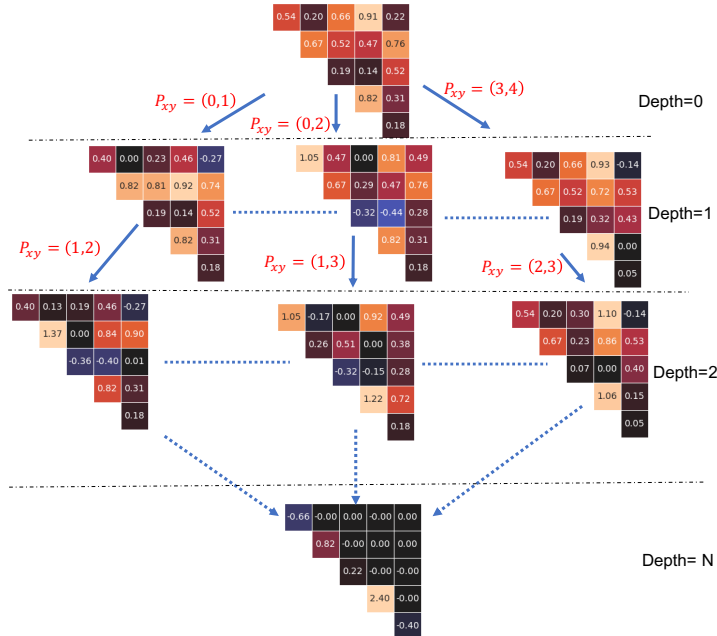 0.54 0.20 0.66 0.91 0.22
0.67 0.52 0.47 0.76
0.19 0.14 0.52
0.82 0.31
0.18
Depth=0
P_xy = (0,1)
P_xy = (0,2)
P_xy = (3,4)
0.40 0.00 0.23 0.46 -0.27
0.82 0.81 0.92 0.74
0.19 0.14 0.52
0.82 0.31
0.18
1.05 0.47 0.00 0.81 0.49
0.67 0.29 0.47 0.76
-0.32 -0.44 0.28
0.82 0.31
0.18
0.54 0.20 0.66 0.93 -0.14
0.67 0.52 0.72 0.53
0.19 0.32 0.43
0.94 0.00
0.05
Depth=1
P_xy = (1,2)
P_xy = (1,3)
P_xy = (2,3)
0.40 0.13 0.19 0.46 -0.27
1.37 0.00 0.84 0.90
-0.36 -0.40 0.01
0.82 0.31
0.18
1.05 -0.17 0.00 0.92 0.49
0.26 0.51 0.00 0.38
-0.32 -0.15 0.28
1.22 0.72
0.18
0.54 0.20 0.30 1.10 -0.14
0.67 0.23 0.86 0.53
0.07 0.00 0.40
1.06 0.15
0.05
Depth=2
-0.66 -0.00 0.00 -0.00 0.00
0.82 -0.00 0.00 0.00
0.22 -0.00 -0.00
2.40 -0.00
-0.40
Depth= N